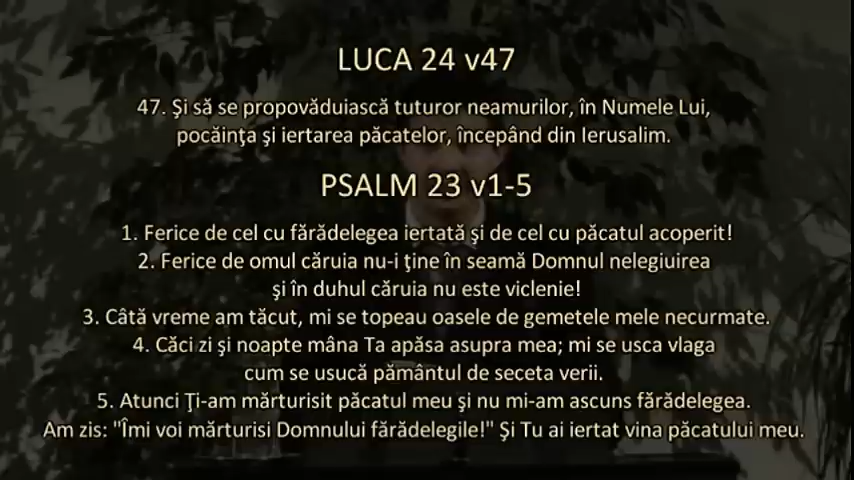 LUCA 24 v47
47. Şi să se propovăduiască tuturor neamurilor, în Numele Lui,
pocăinţa şi iertarea păcatelor, începând din Ierusalim.
PSALM 23 v1-5
1. Ferice de cel cu fărădelegea iertată şi de cel cu păcatul acoperit!
2. Ferice de omul căruia nu-i ţine în seamă Domnul nelegiuirea
şi în duhul căruia nu este viclenie!
3. Câtă vreme am tăcut, mi se topeau oasele de gemetele mele necurmate.
4. Căci zi şi noapte mâna Ta apăsa asupra mea; mi se usca vlaga
cum se usucă pământul de seceta verii.
5. Atunci Ţi-am mărturisit păcatul meu şi nu mi-am ascuns fărădelegea.
Am zis: "Îmi voi mărturisi Domnului fărădelegile!" Şi Tu ai iertat vina păcatului meu.